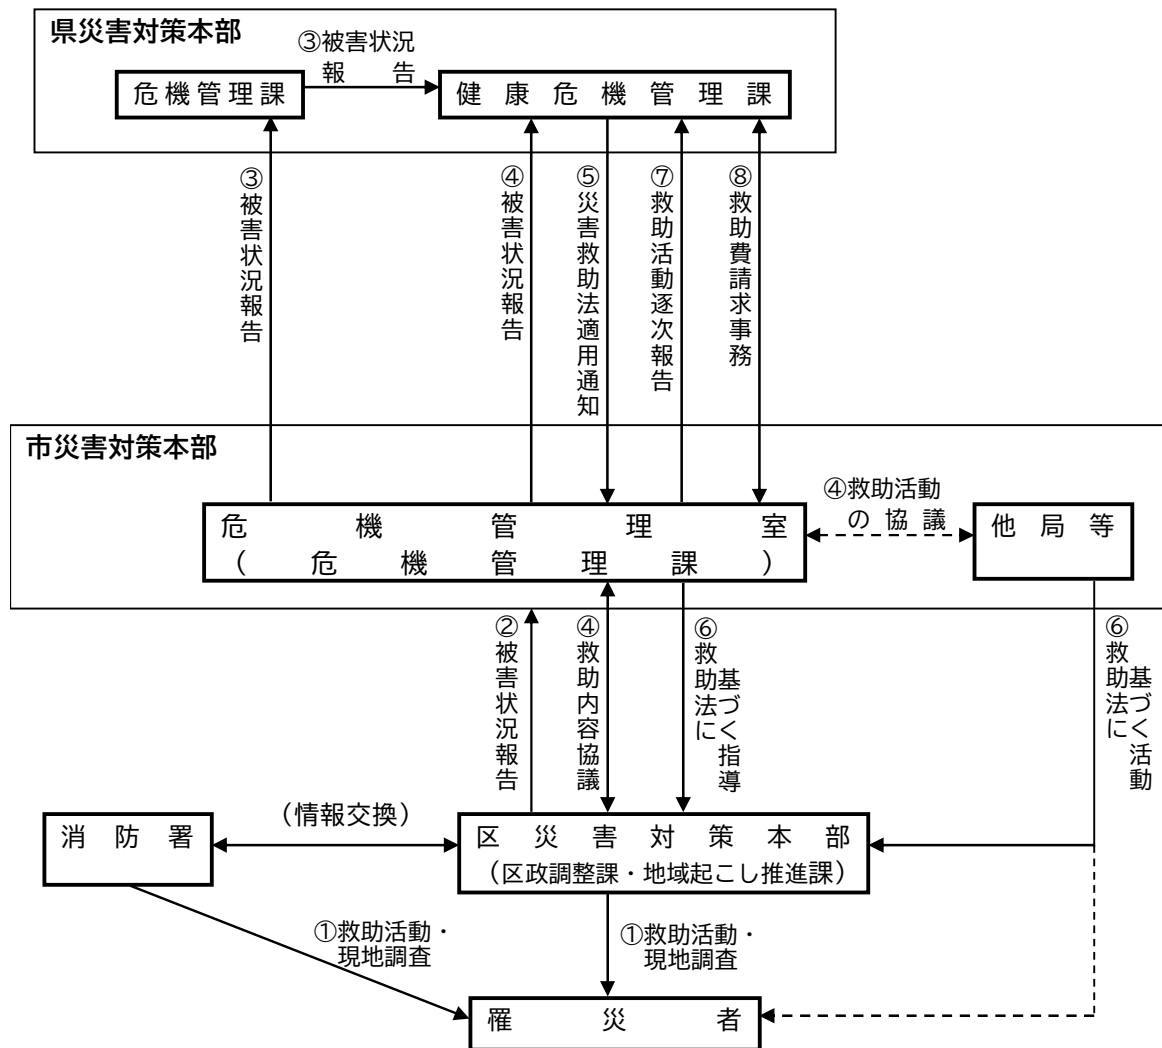 県災害対策本部
③被害状況
報告
危機管理課
健康危機管理課
③被害状況報告
④被害状況報告
⑤災害救助法適用通知
⑦救助活動逐次報告
⑧救助費請求事務
市災害対策本部
危機管理室
（危機管理課）
④救助活動
の協議
他局等
②被害状況報告
④救助内容協議
⑥救助法に
基づく指導
⑥救助法に
基づく活動
消防署
（情報交換）
区災害対策本部
（区政調整課・地域起こし推進課）
①救助活動・
現地調査
①救助活動・
現地調査
罹災者